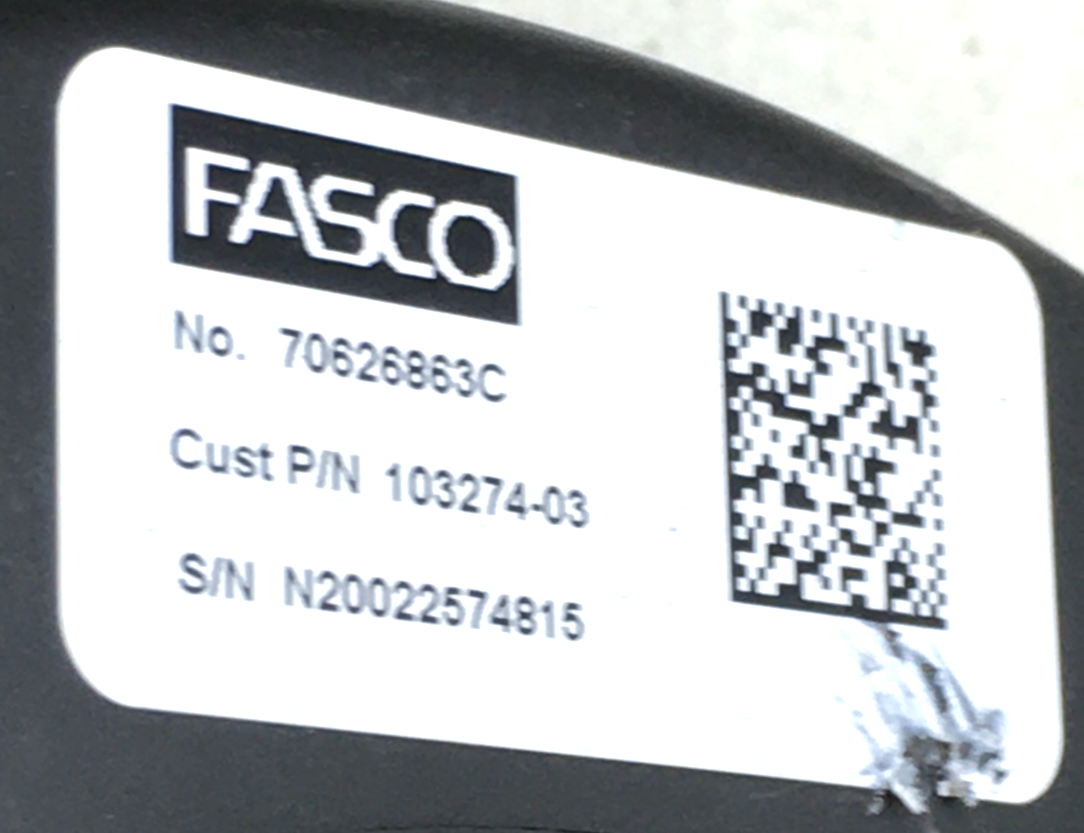 FASCO
No. 70626863C
Cust P/N 103274-03
S/N N20022574815